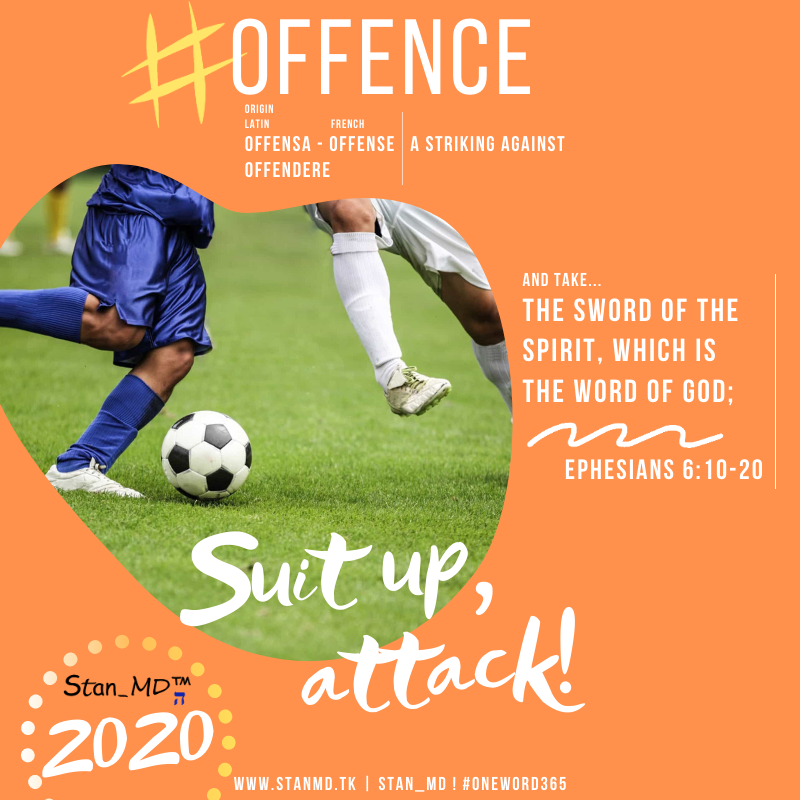 #OFFENCE
ORIGIN
LATIN FRENCH
OFFENSA - OFFENSE | A STRIKING AGAINST
OFFENDERE
AND TAKE...
THE SWORD OF THE
SPIRIT, WHICH IS
THE WORD OF GOD;
EPHESIANS 6:10-20
Suit up,
attack!
Stan_MD™
ה
2020
WWW.STANMD.TK | STAN_MD ! #ONEWORD365